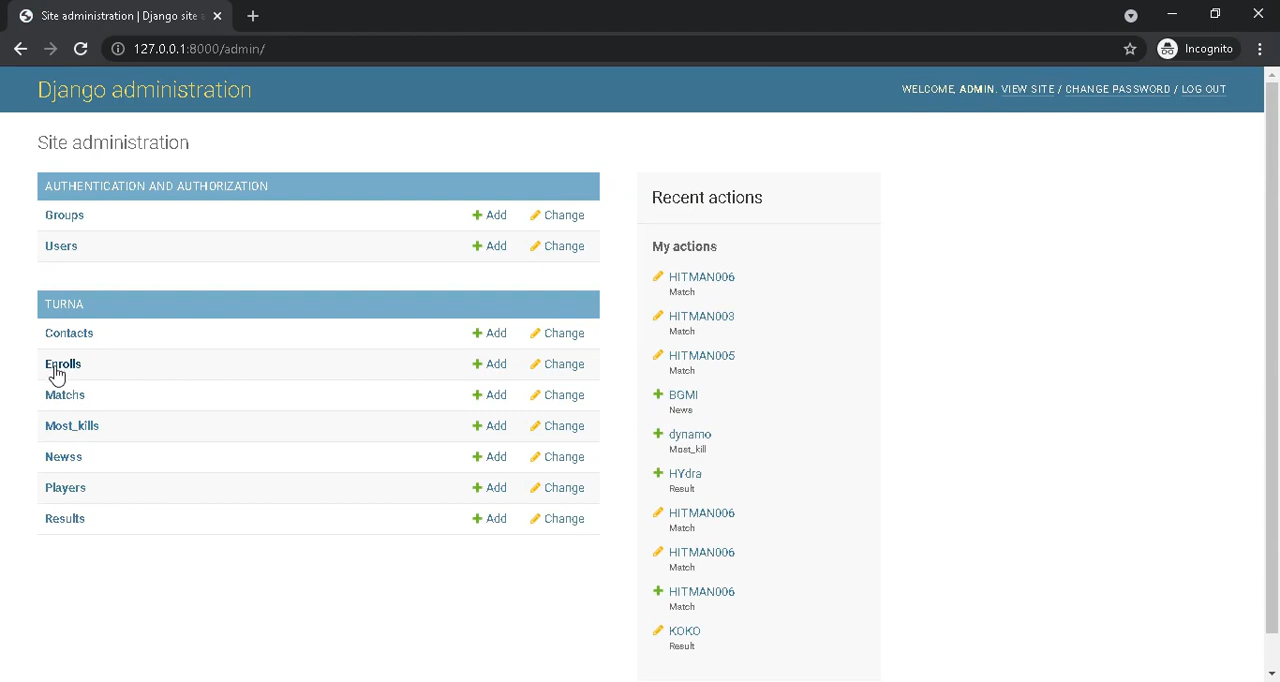 Site administration | Django site a
127.0.0.1:8000/admin/
Incognito
Django administration
WELCOME, ADMIN. VIEW SITE / CHANGE PASSWORD / LOG OUT
Site administration
AUTHENTICATION AND AUTHORIZATION
Groups Add Change
Users Add Change
TURNA
Contacts Add Change
Enrolls Add Change
Matchs Add Change
Most_kills Add Change
Newss Add Change
Players Add Change
Results Add Change
Recent actions
My actions
HITMAN006
Match
HITMAN003
Match
HITMAN005
Match
BGMI
News
dynamo
Most_kill
HYdra
Result
HITMAN006
Match
HITMAN006
Match
HITMAN006
Match
KOKO
Result